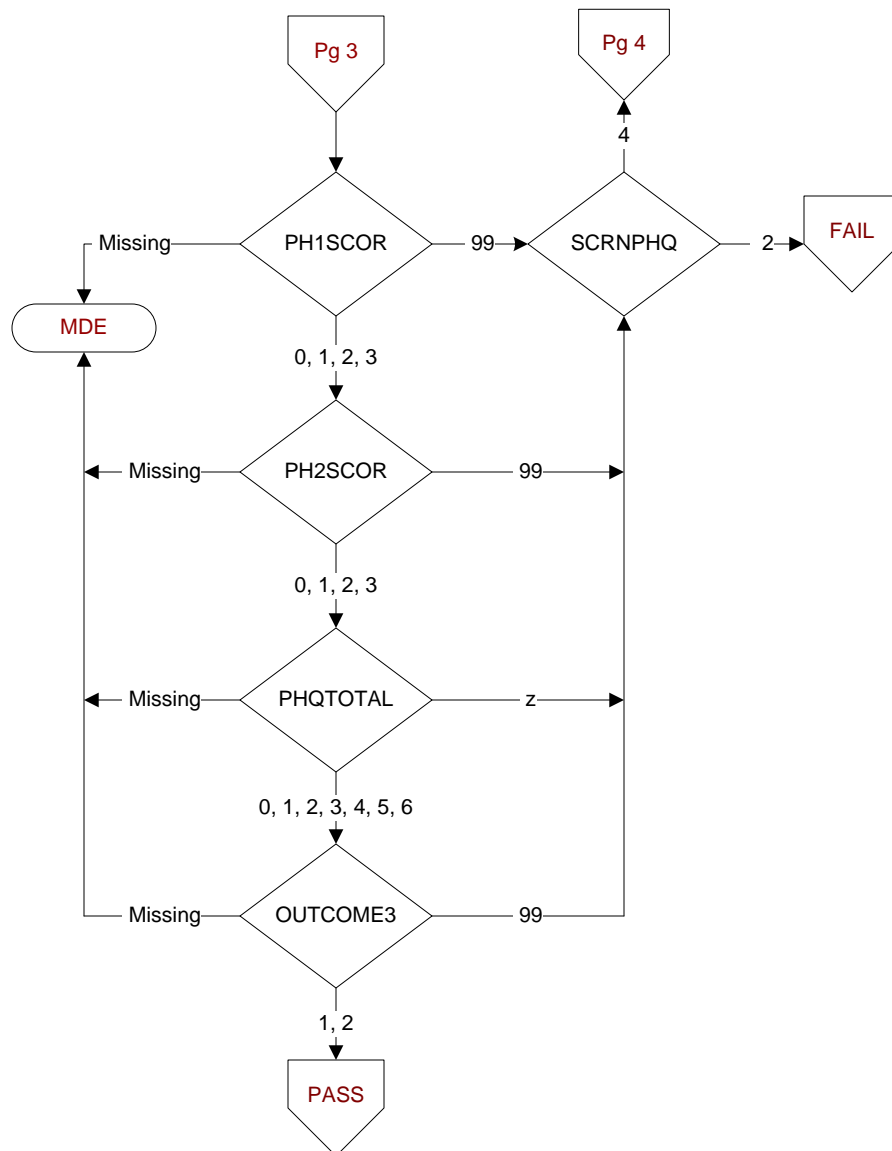 Pg 3
Pg 4
4
Missing
PH1SCOR
99
SCRNPHQ
2
FAIL
MDE
0, 1, 2, 3
Missing
PH2SCOR
99
0, 1, 2, 3
Missing
PHQTOTAL
z
0, 1, 2, 3, 4, 5, 6
Missing
OUTCOME3
99
1, 2
PASS